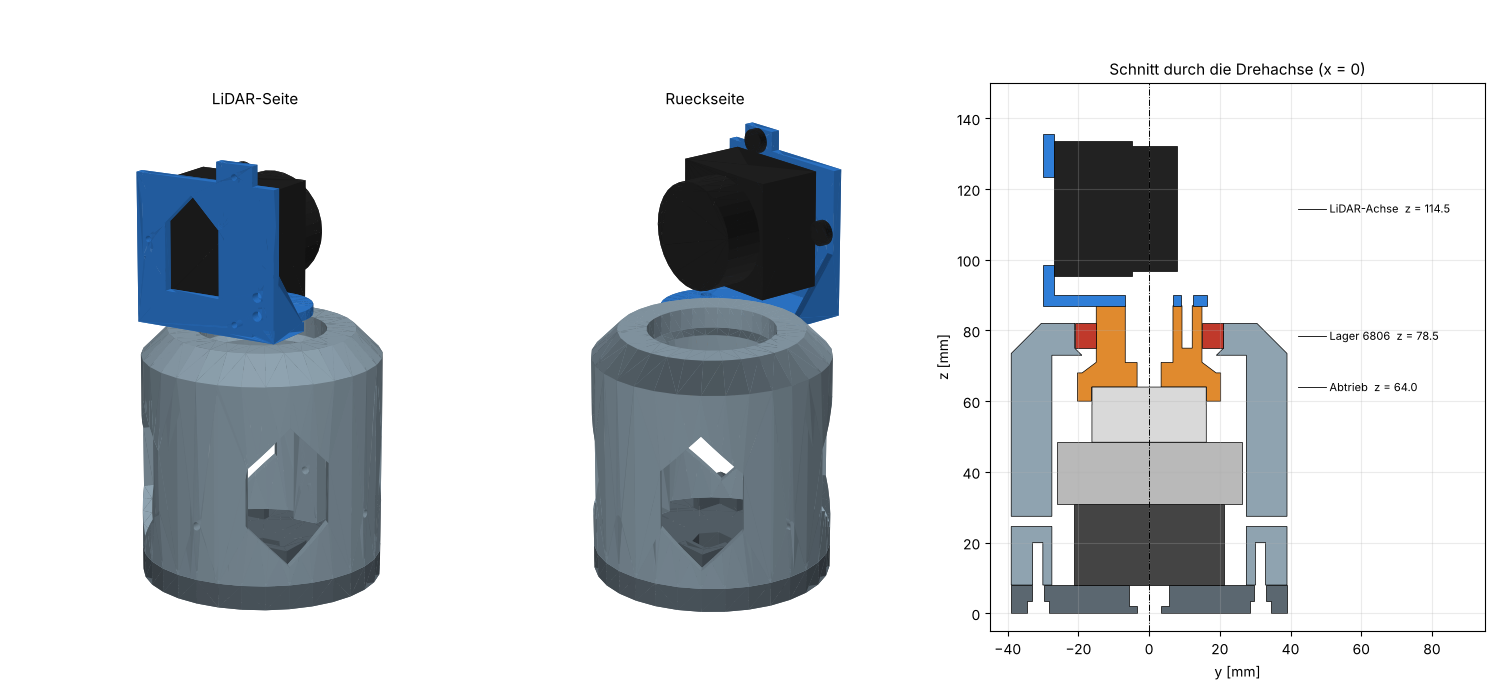 LiDAR-Seite
Rueckseite
Schnitt durch die Drehachse (x = 0)
140
120
100
80
60
40
20
0
z [mm]
LiDAR-Achse z = 114.5
Lager 6806 z = 78.5
Abtrieb z = 64.0
−40 −20 0 20 40 60 80
y [mm]